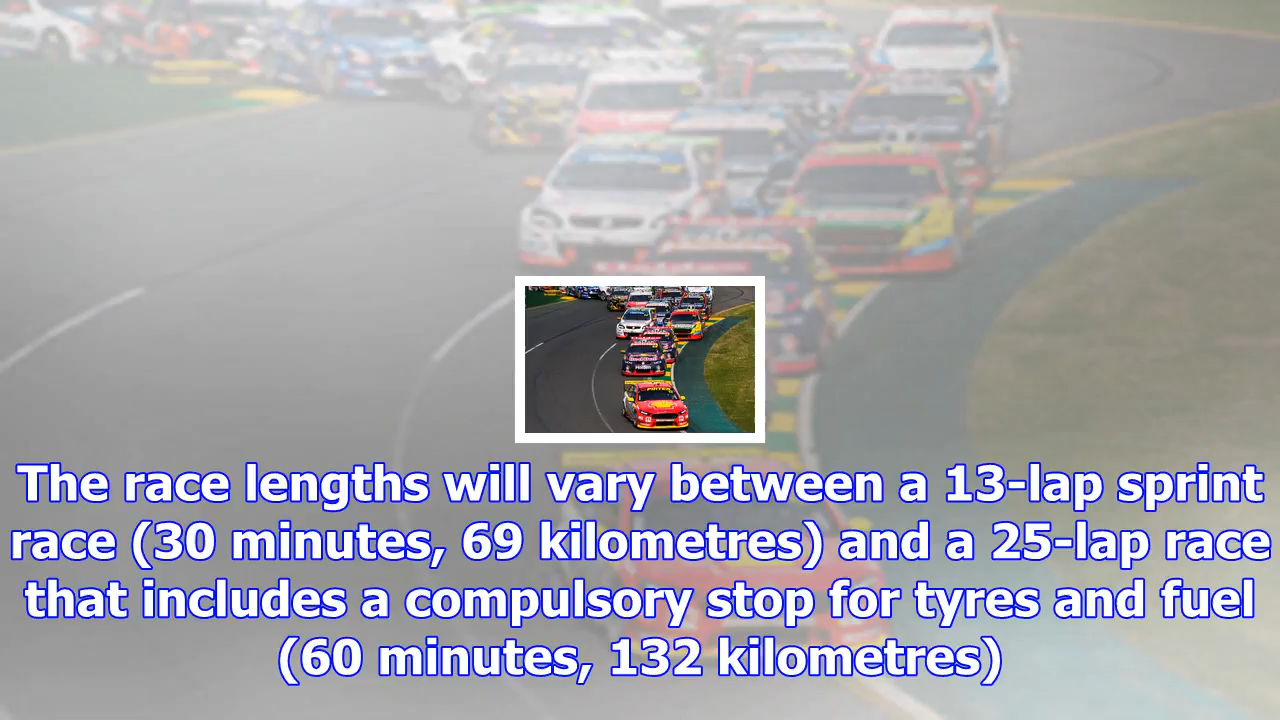 The race lengths will vary between a 13-lap sprint
race (30 minutes, 69 kilometres) and a 25-lap race
that includes a compulsory stop for tyres and fuel
(60 minutes, 132 kilometres)